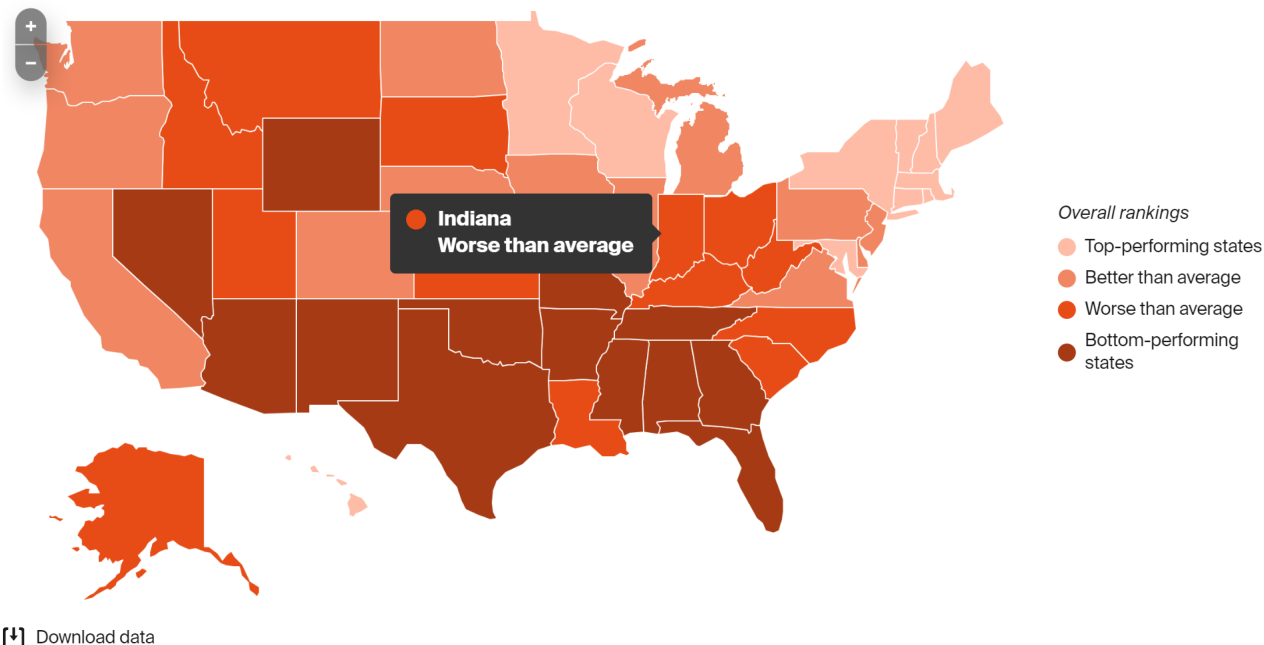 +
−
Indiana
Worse than average
Overall rankings
Top-performing states
Better than average
Worse than average
Bottom-performing
states
Download data